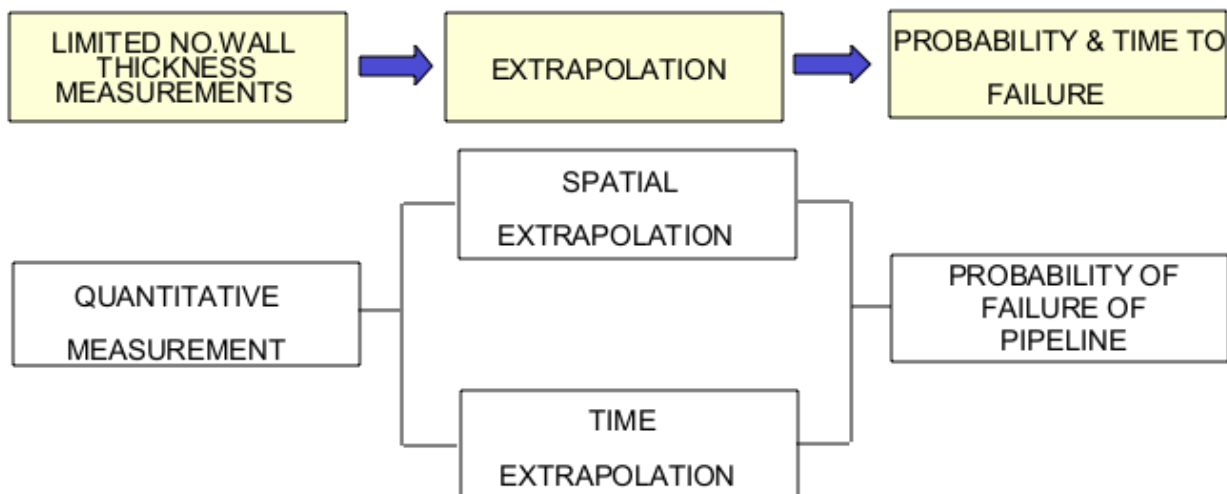 LIMITED NO.WALL
THICKNESS
MEASUREMENTS
EXTRAPOLATION
PROBABILITY & TIME TO
FAILURE
SPATIAL
EXTRAPOLATION
QUANTITATIVE
MEASUREMENT
PROBABILITY OF
FAILURE OF
PIPELINE
TIME
EXTRAPOLATION